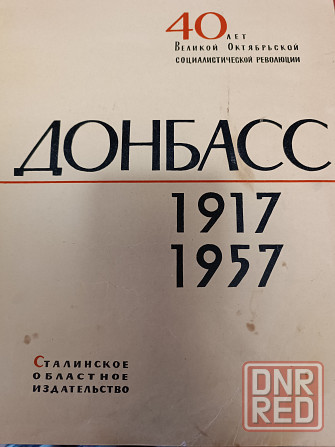 40 ЛЕТ
ВЕЛИКОЙ ОКТЯБРЬСКОЙ
СОЦИАЛИСТИЧЕСКОЙ РЕВОЛЮЦИИ
ДОНБАСС
1917
1957
СТАЛИНСКОЕ
ОБЛАСТНОЕ
ИЗДАТЕЛЬСТВО
DNR
RED